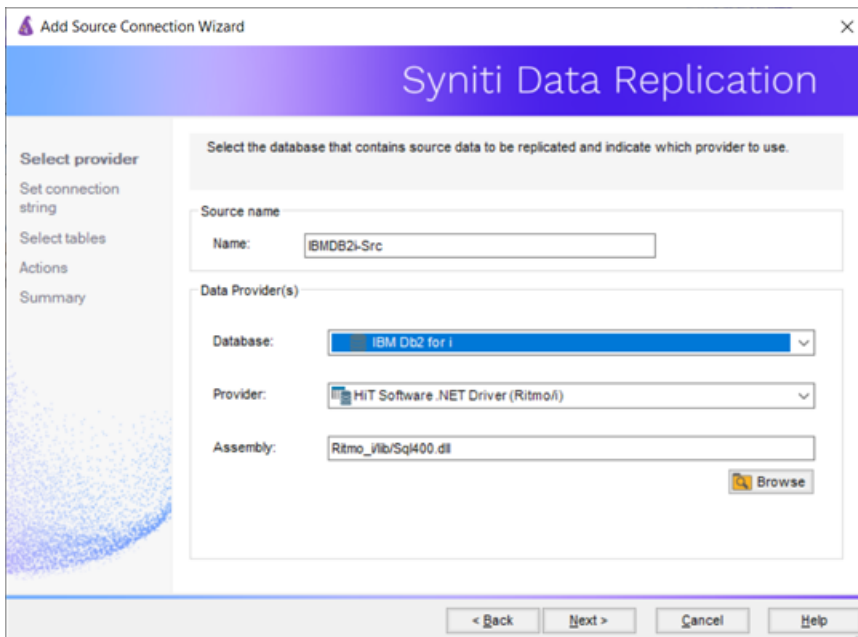 Add Source Connection Wizard
Syniti Data Replication
Select provider
Set connection
string
Select tables
Actions
Summary
Select the database that contains source data to be replicated and indicate which provider to use.
Source name
Name: IBMDB2i-Src
Data Provider(s)
Database: IBM Db2 for i
Provider: HiT Software .NET Driver (Ritmo/i)
Assembly: Ritmo_i/lib/Sql400.dll
Browse
< Back Next > Cancel Help